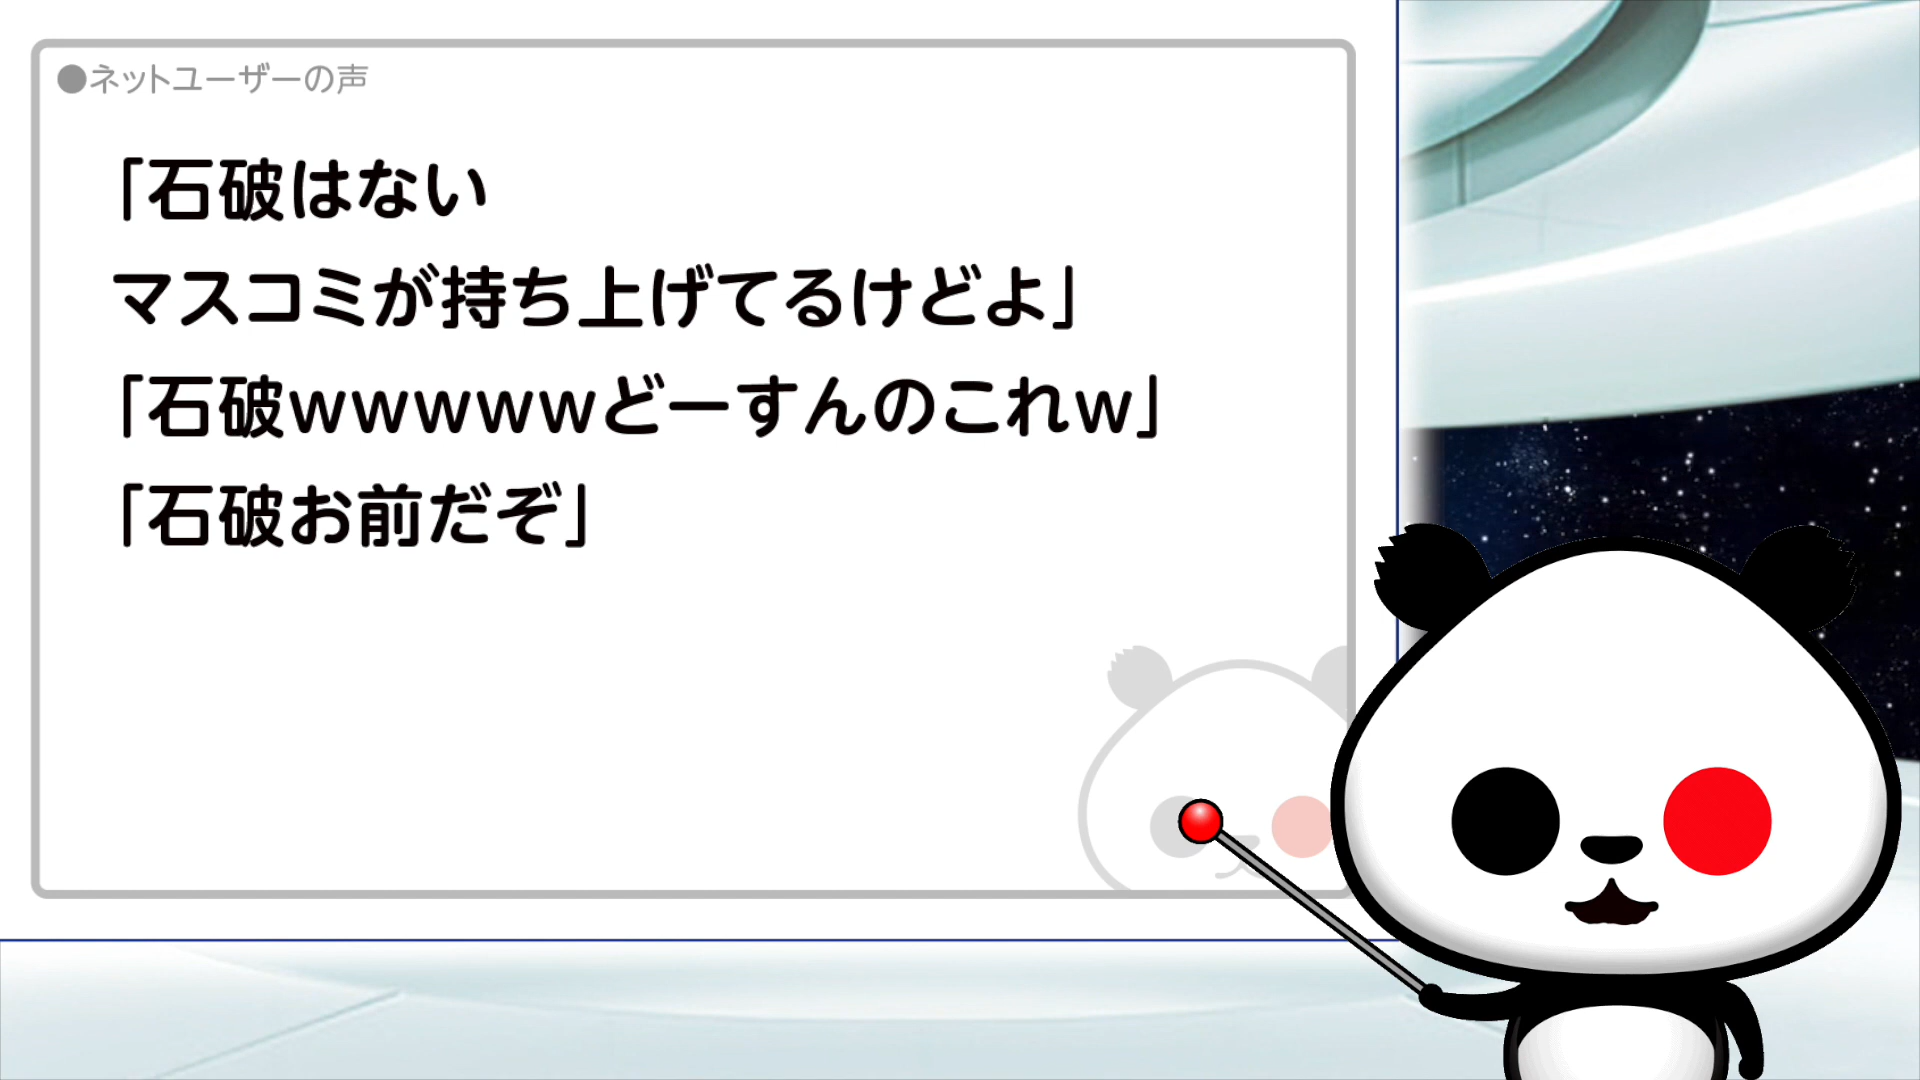 ●ネットユーザーの声
「石破はない
マスコミが持ち上げてるけどよ」
「石破wwwwwどーすんのこれw」
「石破お前だぞ」